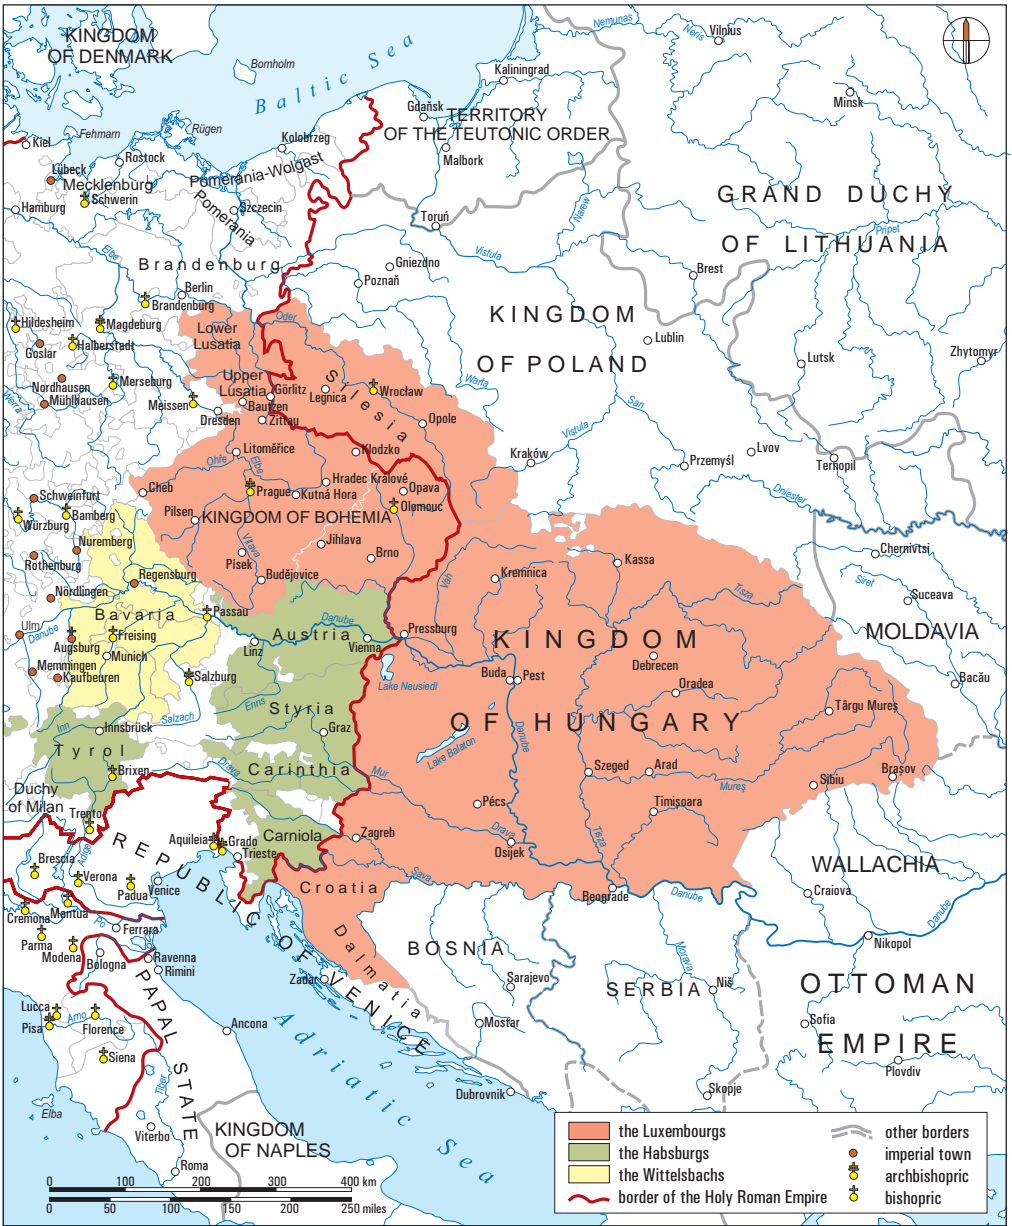 KINGDOM
OF DENMARK
Bornholm
Baltic Sea
Nemunas
Neris
Vilnius
Kaliningrad
Minsk
Gdańsk
TERRITORY
OF THE TEUTONIC ORDER
Malbork
Fehmarn
Rügen
Kiel
Rostock
Kolobrzeg
Lübeck
Mecklenburg
Schwerin
Pomerania-Wolgast
Pomerania
Szczecin
Hamburg
Toruń
Narew
GRAND DUCHY
OF LITHUANIA
Pripet
Elbe
Brandenburg
Gniezdno
Vistula
Poznań
Brest
Berlin
Brandenburg
Hildesheim
Magdeburg
Halberstadt
Goslar
Lower
Lusatia
Oder
KINGDOM
OF POLAND
Lublin
Lutsk
Zhytomyr
Nordhausen
Mühlhausen
Werra
Merseburg
Meissen
Dresden
Upper
Lusatia
Görlitz
Bautzen
Zittau
Silesia
Legnica
Wrocław
Opole
Warta
San
Vistula
Kraków
Przemyśl
Lvov
Ternopil
Dniester
Litoměřice
Ohře
Elbe
Klodzko
Cheb
Prague
Hradec Králové
Kutná Hora
Opava
Olomouc
Pilsen
KINGDOM OF BOHEMIA
Jihlava
Brno
Písek
Vltava
Budějovice
Schweinfurt
Würzburg
Bamberg
Nuremberg
Rothenburg
Nördlingen
Regensburg
Bavaria
Passau
Ulm
Danube
Augsburg
Freising
Munich
Memmingen
Kaufbeuren
Salzburg
Austria
Danube
Linz
Vienna
Pressburg
Váh
Kremnica
Kassa
Tisza
Chernivtsi
Siret
Suceava
MOLDAVIA
Bacău
KINGDOM
OF HUNGARY
Debrecen
Oradea
Buda
Pest
Lake Neusiedl
Enns
Styria
Graz
Salzach
Inn
Innsbrück
Tyrol
Brixen
Drava
Carinthia
Mur
Lake Balaton
Danube
Târgu Mureș
Szeged
Arad
Mureș
Sibiu
Brașov
Timișoara
Duchy
of Milan
Trento
Pécs
Drava
Osijek
Tisza
Aquileia
Grado
Trieste
Carniola
Zagreb
Brescia
Adige
Verona
Padua
Venice
REPUBLIC OF VENICE
Croatia
Sava
Beograde
Danube
WALLACHIA
Craiova
Danube
Nikopol
Cremona
Mantua
Po
Parma
Modena
Ferrara
Bologna
Ravenna
Rimini
Dalmatia
Zadar
BOSNIA
Sarajevo
Morava
SERBIA
Niš
OTTOMAN
EMPIRE
Sofia
Plovdiv
PAPAL STATE
Lucca
Pisa
Arno
Florence
Siena
Ancona
Adriatic Sea
Mostar
Dubrovnik
Skopje
Elba
Tiber
Viterbo
Roma
KINGDOM
OF NAPLES
the Luxembourgs
the Habsburgs
the Wittelsbachs
border of the Holy Roman Empire
other borders
imperial town
archbishopric
bishopric
0 100 200 300 400 km
0 50 100 150 200 250 miles